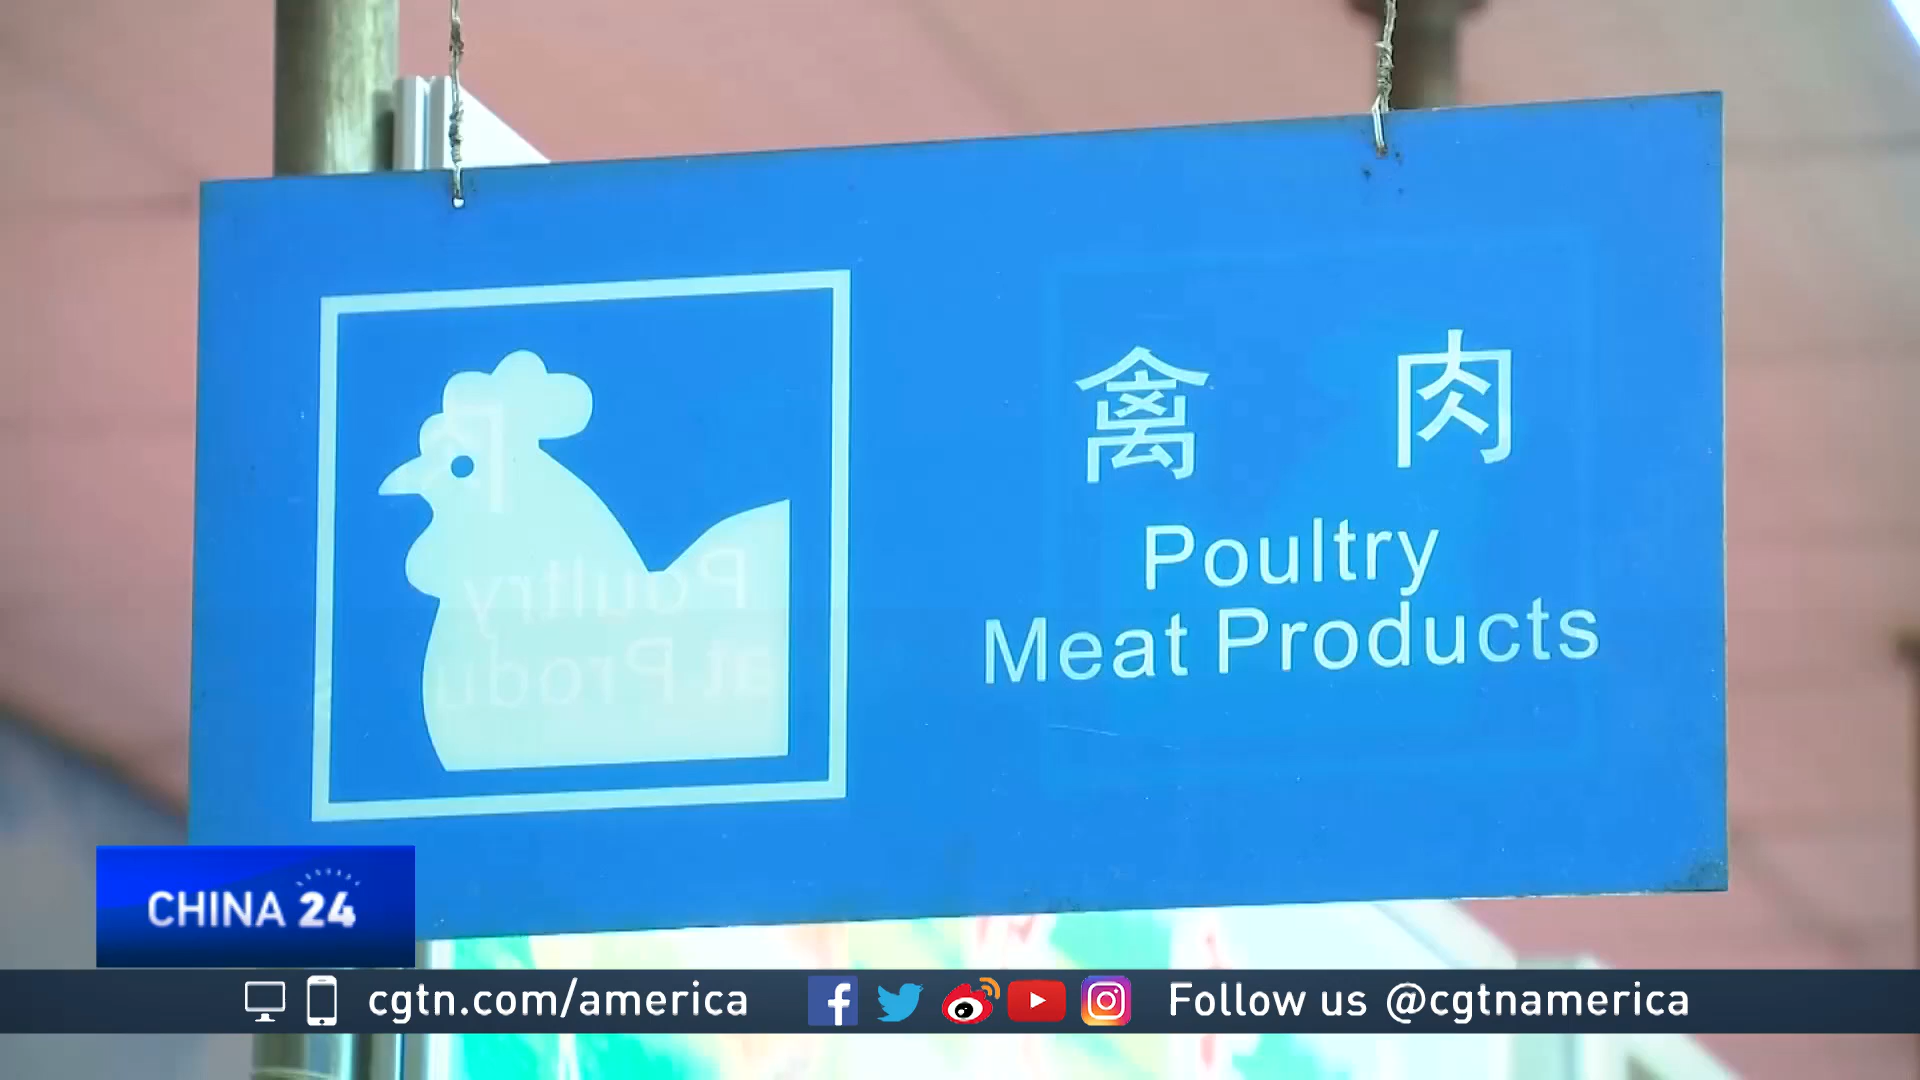 禽 肉
Poultry
Meat Products
CHINA 24
cgtn.com/america
Follow us @cgtnamerica